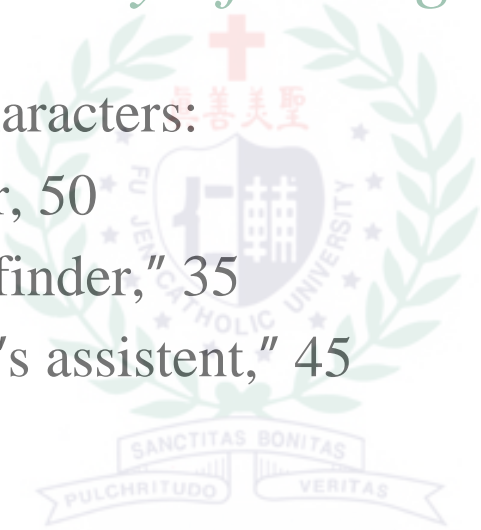 aracters:
眞善美聖
r, 50
finder,″ 35
′s assistent,″ 45
仁輔
FU JEN CATHOLIC UNIVERSITY
SANCTITAS BONITAS
PULCHRITUDO VERITAS